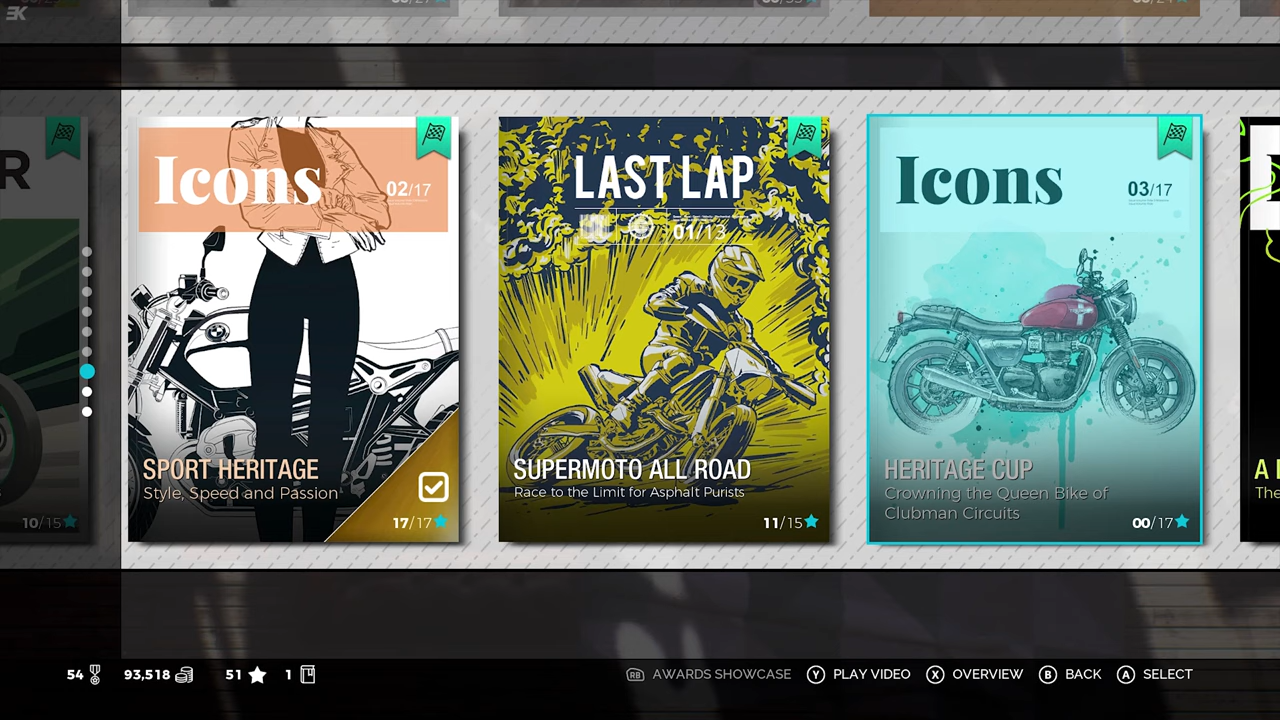 3K
R
10/15
Icons
02/17
SPORT HERITAGE
Style, Speed and Passion
17/17
LAST LAP
01/13
SUPERMOTO ALL ROAD
Race to the Limit for Asphalt Purists
11/15
Icons
03/17
HERITAGE CUP
Crowning the Queen Bike of
Clubman Circuits
00/17
A
The
54 93,518 51 1
RB AWARDS SHOWCASE Y PLAY VIDEO X OVERVIEW B BACK A SELECT